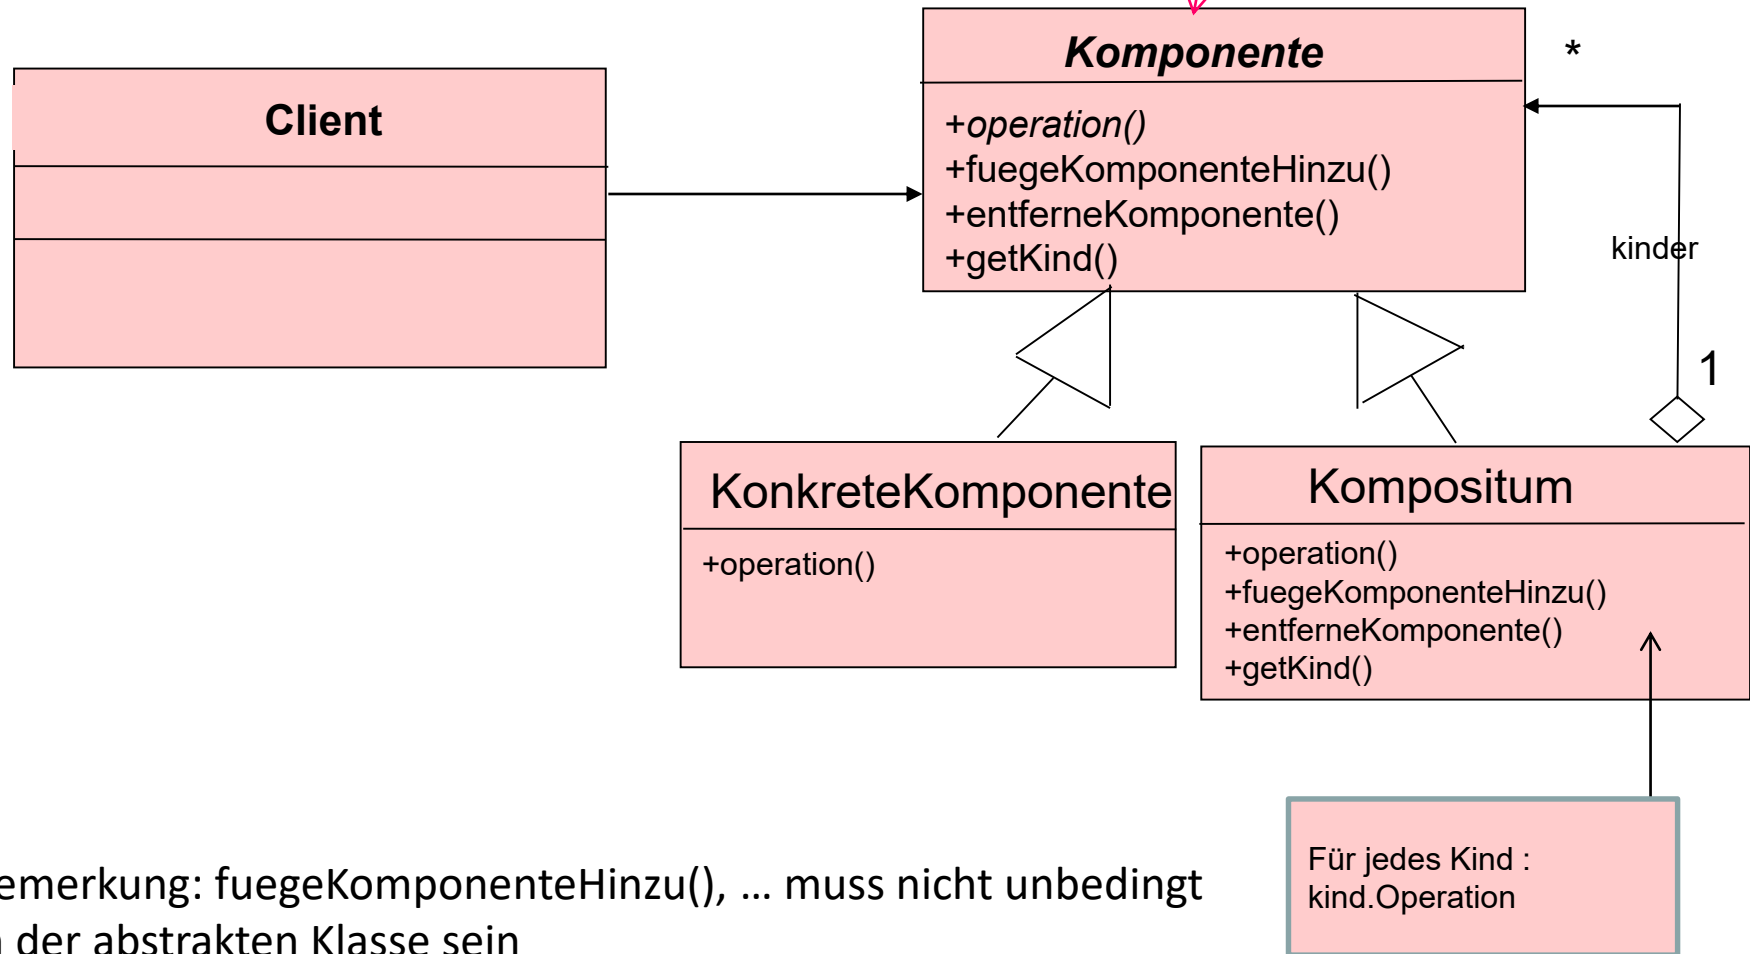 Client
Komponente
+operation()
+fuegeKomponenteHinzu()
+entferneKomponente()
+getKind()
*
kinder
1
KonkreteKomponente
+operation()
Kompositum
+operation()
+fuegeKomponenteHinzu()
+entferneKomponente()
+getKind()
Für jedes Kind :
kind.Operation
emerkung: fuegeKomponenteHinzu(), ... muss nicht unbedingt
der abstrakten Klasse sein